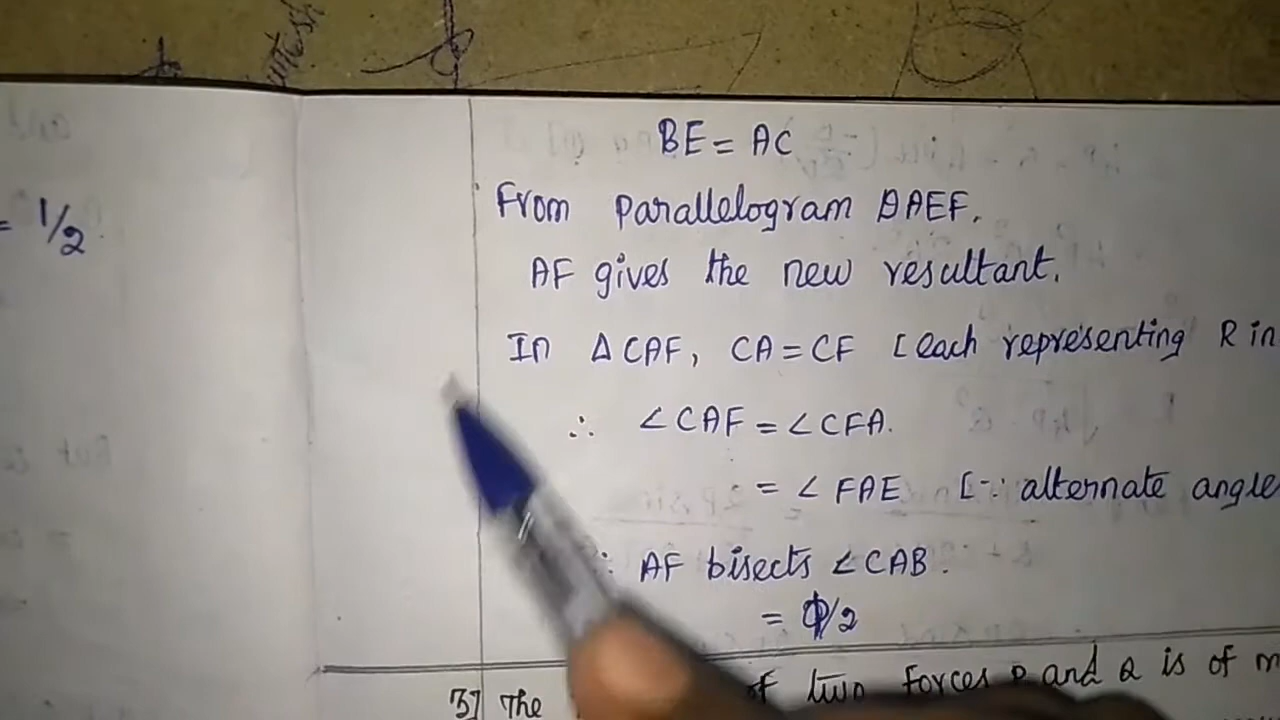 BE = AC
From parallelogram DAEF,
= 1/2
AF gives the new resultant.
In ΔCAF, CA = CF [each representing R in
∴ ∠CAF = ∠CFA.
= ∠FAE [∵ alternate angle
∴ AF bisects ∠CAB.
= Φ/2
3] The of two forces P and Q is of m